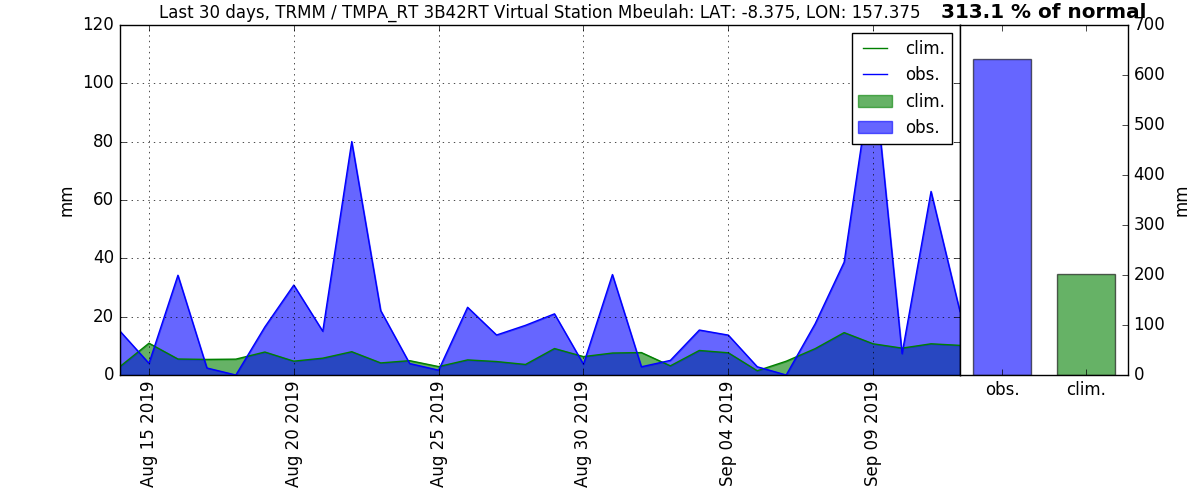 Last 30 days, TRMM / TMPA_RT 3B42RT Virtual Station Mbeulah: LAT: -8.375, LON: 157.375
313.1 % of normal
120
100
80
60
40
20
0
mm
clim.
obs.
clim.
obs.
Aug 15 2019
Aug 20 2019
Aug 25 2019
Aug 30 2019
Sep 04 2019
Sep 09 2019
700
600
500
400
300
200
100
0
mm
obs.
clim.